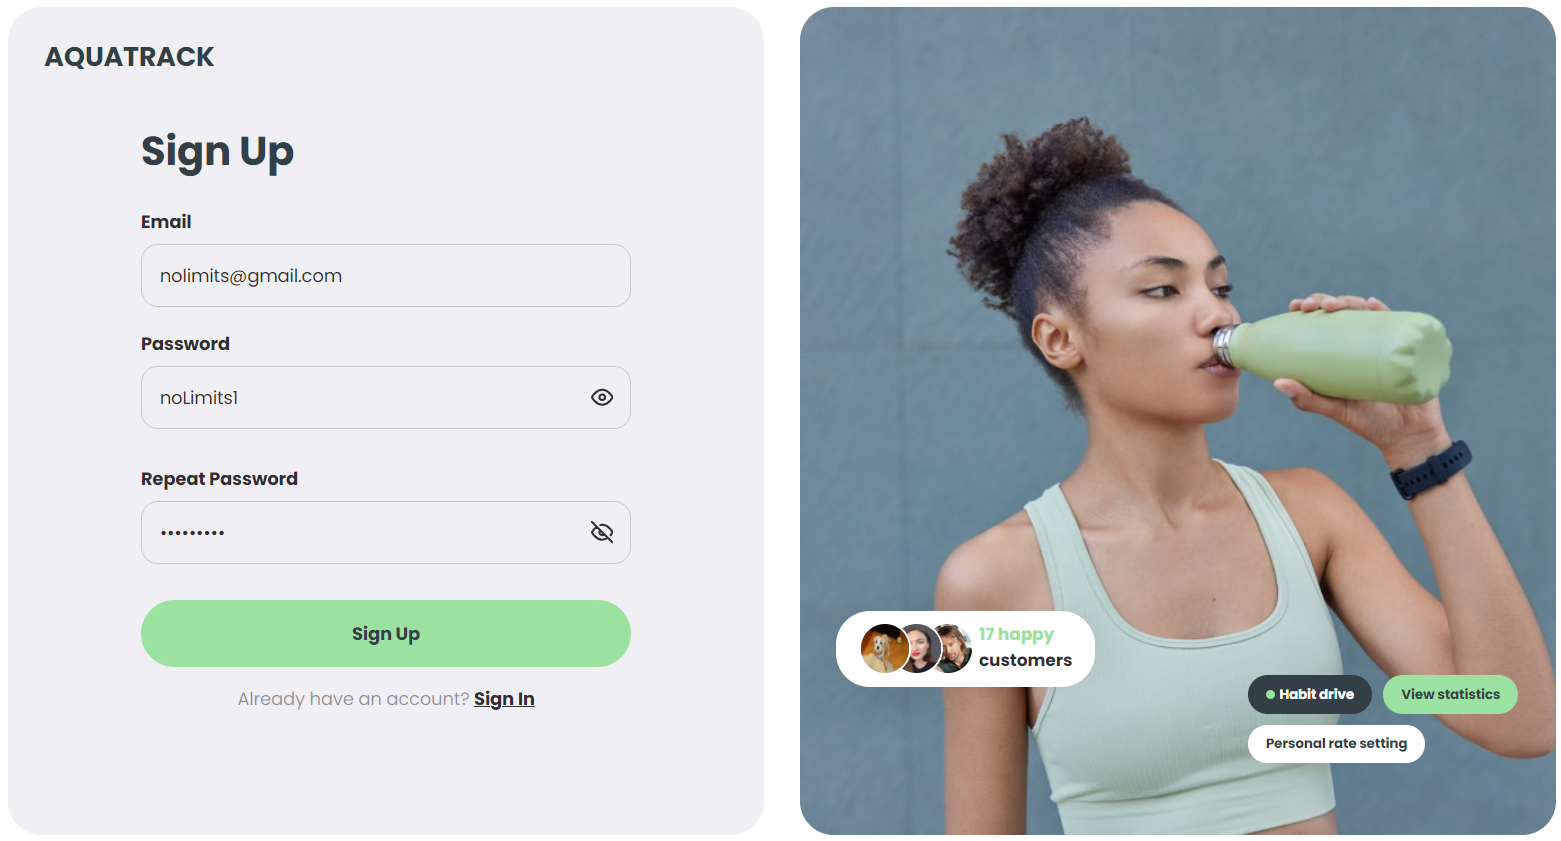 AQUATRACK
Sign Up
Email
nolimits@gmail.com
Password
noLimits1
Repeat Password
•••••••••
Sign Up
Already have an account? Sign In
17 happy
customers
Habit drive
View statistics
Personal rate setting